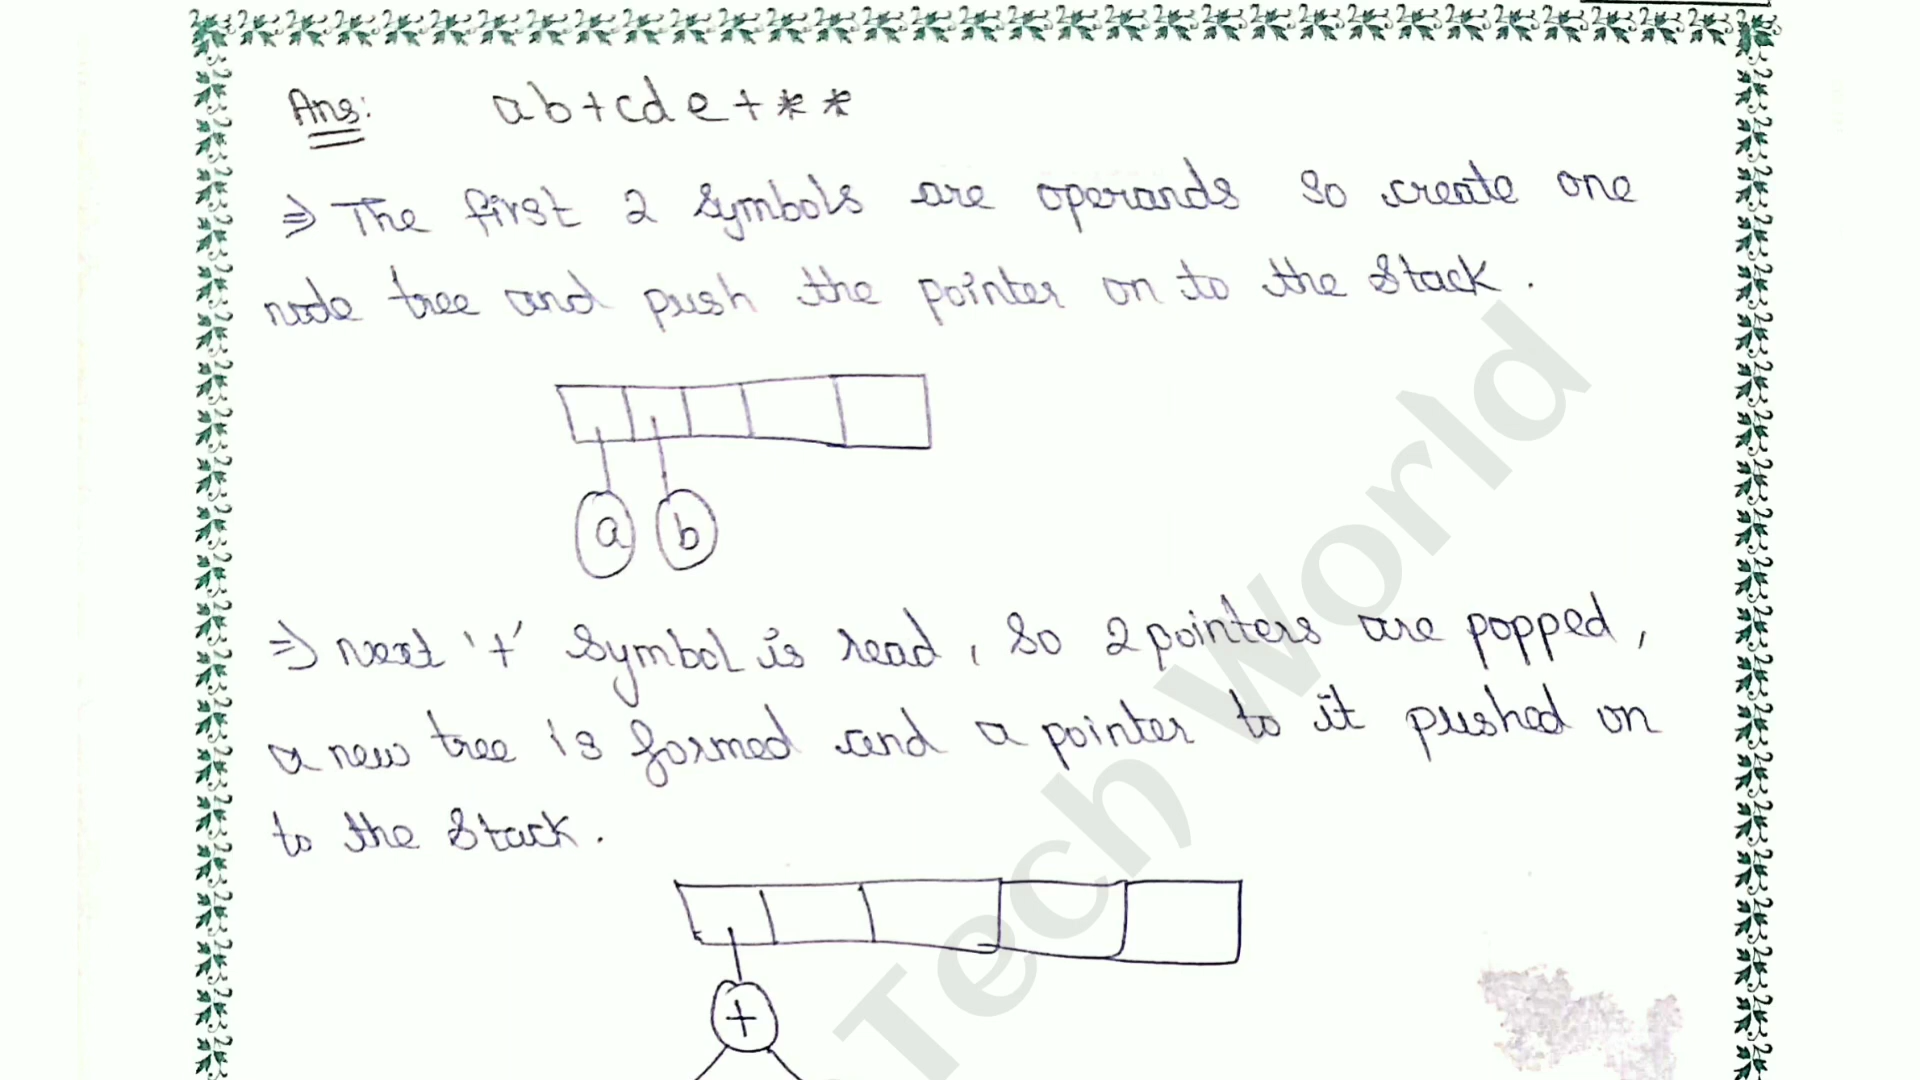 Ans: ab+cde+**
⇒ The first 2 symbols are operands so create one
node tree and push the pointer on to the stack.
a b
⇒ Next '+' symbol is read, so 2 pointers are popped,
a new tree is formed and a pointer to it pushed on
to the stack.
+
Tech World